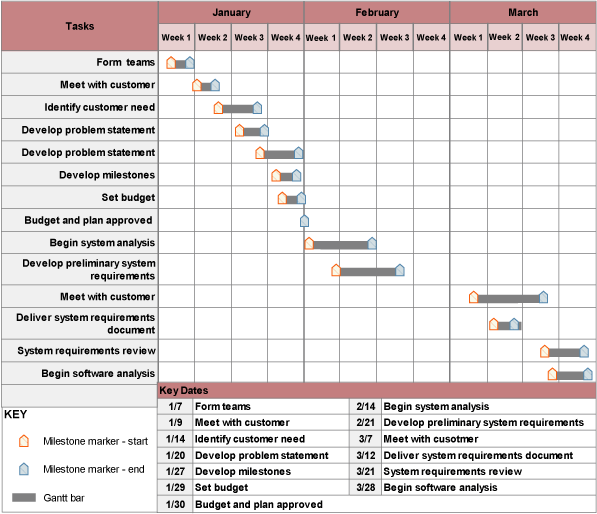 Tasks
January
February
March
Week 1
Week 2
Week 3
Week 4
Week 1
Week 2
Week 3
Week 4
Week 1
Week 2
Week 3
Week 4
Form teams
Meet with customer
Identify customer need
Develop problem statement
Develop problem statement
Develop milestones
Set budget
Budget and plan approved
Begin system analysis
Develop preliminary system
requirements
Meet with customer
Deliver system requirements
document
System requirements review
Begin software analysis
KEY
Milestone marker - start
Milestone marker - end
Gantt bar
Key Dates
1/7 Form teams
1/9 Meet with customer
1/14 Identify customer need
1/20 Develop problem statement
1/27 Develop milestones
1/29 Set budget
1/30 Budget and plan approved
2/14 Begin system analysis
2/21 Develop preliminary system requirements
3/7 Meet with cusotmer
3/12 Deliver system requirements document
3/21 System requirements review
3/28 Begin software analysis